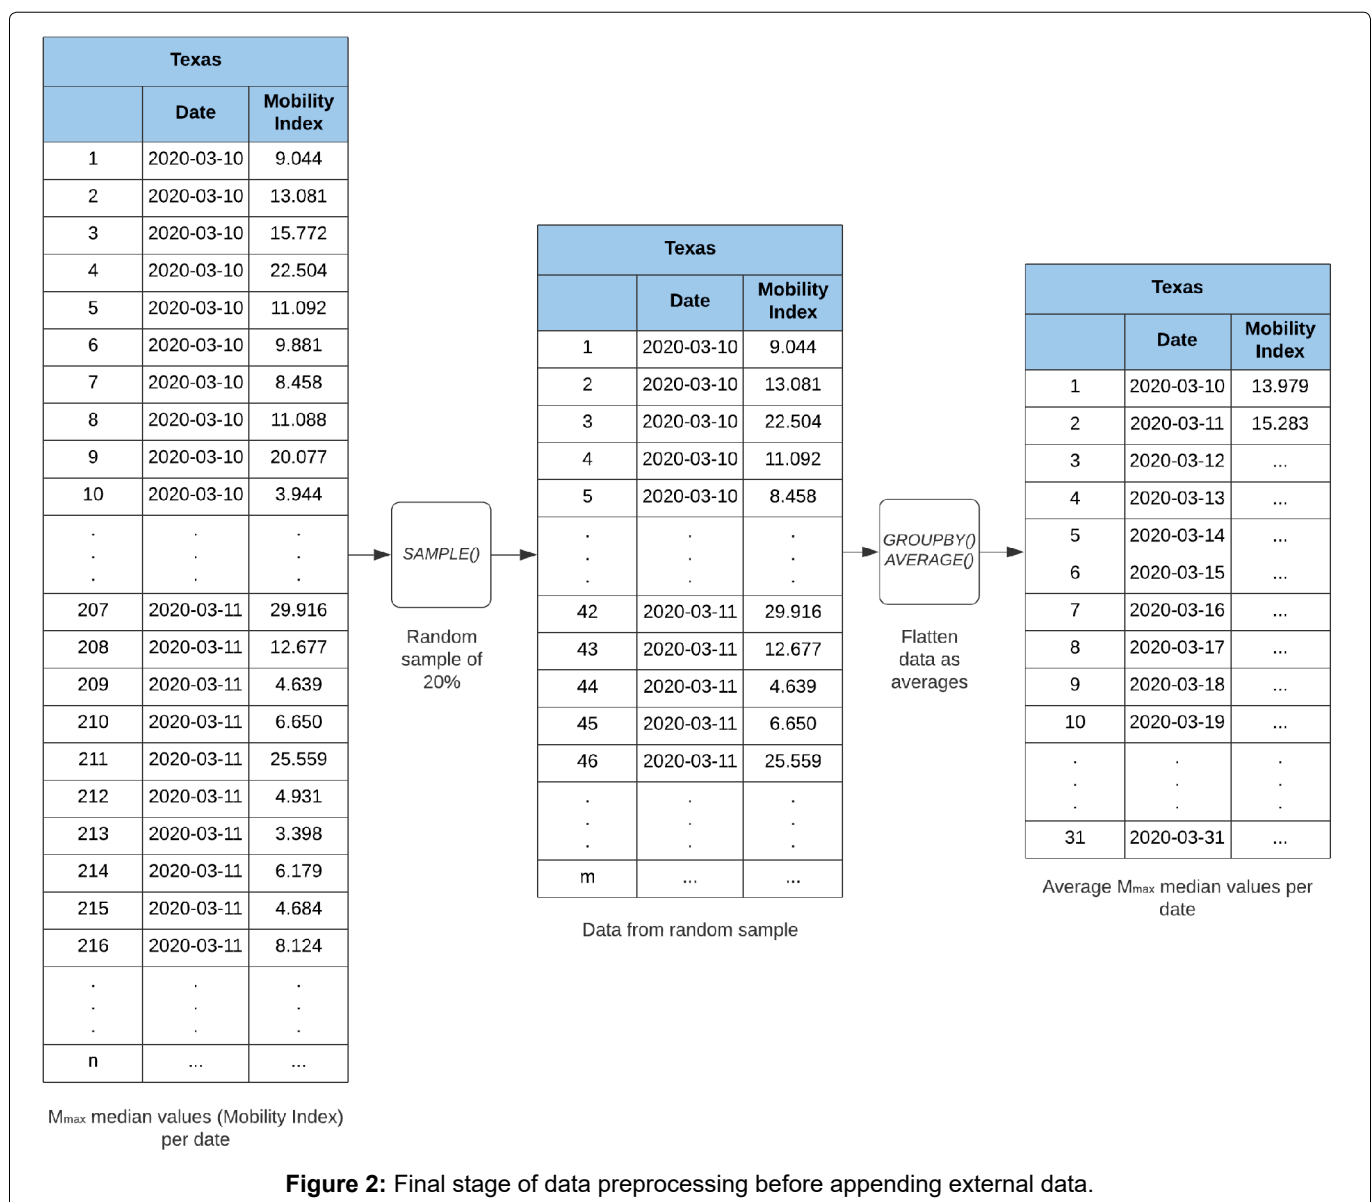 Texas
Date Mobility Index
1 2020-03-10 9.044
2 2020-03-10 13.081
3 2020-03-10 15.772
4 2020-03-10 22.504
5 2020-03-10 11.092
6 2020-03-10 9.881
7 2020-03-10 8.458
8 2020-03-10 11.088
9 2020-03-10 20.077
10 2020-03-10 3.944
. . .
. . .
. . .
207 2020-03-11 29.916
208 2020-03-11 12.677
209 2020-03-11 4.639
210 2020-03-11 6.650
211 2020-03-11 25.559
212 2020-03-11 4.931
213 2020-03-11 3.398
214 2020-03-11 6.179
215 2020-03-11 4.684
216 2020-03-11 8.124
. . .
. . .
. . .
n ... ...
Mmax median values (Mobility Index)
per date
SAMPLE()
Random
sample of
20%
Texas
Date Mobility Index
1 2020-03-10 9.044
2 2020-03-10 13.081
3 2020-03-10 22.504
4 2020-03-10 11.092
5 2020-03-10 8.458
. . .
. . .
. . .
42 2020-03-11 29.916
43 2020-03-11 12.677
44 2020-03-11 4.639
45 2020-03-11 6.650
46 2020-03-11 25.559
. . .
. . .
. . .
m ... ...
Data from random sample
GROUPBY()
AVERAGE()
Flatten
data as
averages
Texas
Date Mobility Index
1 2020-03-10 13.979
2 2020-03-11 15.283
3 2020-03-12 ...
4 2020-03-13 ...
5 2020-03-14 ...
6 2020-03-15 ...
7 2020-03-16 ...
8 2020-03-17 ...
9 2020-03-18 ...
10 2020-03-19 ...
. . .
. . .
. . .
31 2020-03-31 ...
Average Mmax median values per
date
Figure 2: Final stage of data preprocessing before appending external data.